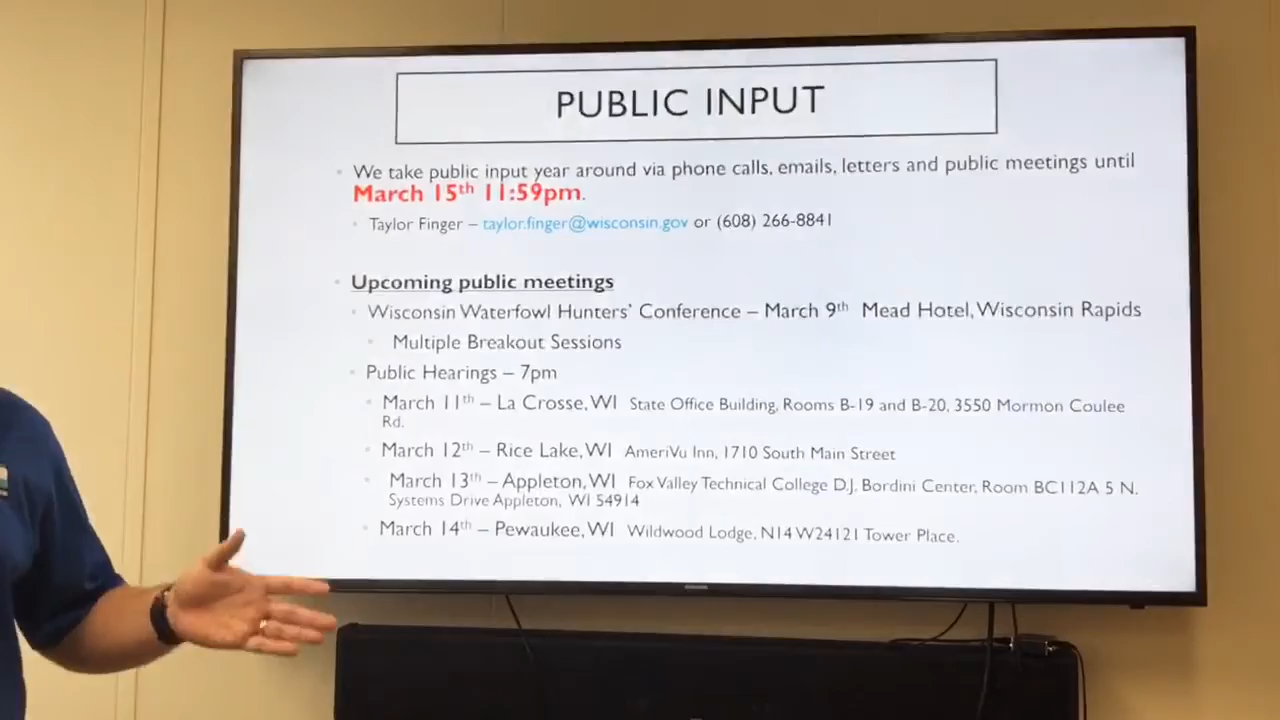 PUBLIC INPUT
We take public input year around via phone calls, emails, letters and public meetings until
March 15th 11:59pm.
Taylor Finger – taylor.finger@wisconsin.gov or (608) 266-8841
Upcoming public meetings
Wisconsin Waterfowl Hunters' Conference – March 9th Mead Hotel, Wisconsin Rapids
Multiple Breakout Sessions
Public Hearings – 7pm
March 11th – La Crosse, WI State Office Building, Rooms B-19 and B-20, 3550 Mormon Coulee
Rd.
March 12th – Rice Lake, WI AmeriVu Inn, 1710 South Main Street
March 13th – Appleton, WI Fox Valley Technical College D.J. Bordini Center, Room BC112A 5 N.
Systems Drive Appleton, WI 54914
March 14th – Pewaukee, WI Wildwood Lodge, N14 W24121 Tower Place.